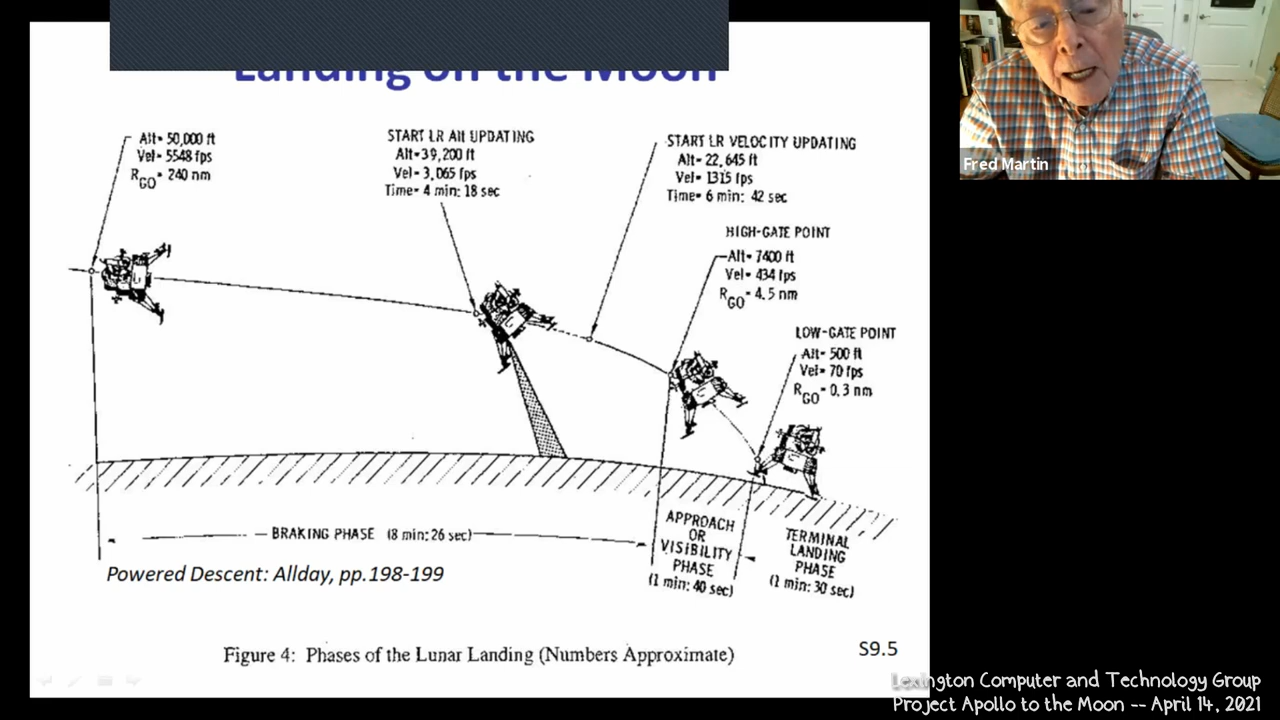 Landing on the Moon
Alt= 50,000 ft
Vel= 5548 fps
RGO= 240 nm
START LR Alt UPDATING
Alt=39,200 ft
Vel= 3,065 fps
Time= 4 min: 18 sec
START LR VELOCITY UPDATING
Alt= 22,645 ft
Vel= 1315 fps
Time= 6 min: 42 sec
HIGH-GATE POINT
Alt= 7400 ft
Vel= 434 fps
RGO= 4.5 nm
LOW-GATE POINT
Alt= 500 ft
Vel= 70 fps
RGO= 0.3 nm
BRAKING PHASE (8 min:26 sec)
APPROACH
OR
VISIBILITY
PHASE
(1 min: 40 sec)
TERMINAL
LANDING
PHASE
(1 min: 30 sec)
Powered Descent: Allday, pp.198-199
Figure 4: Phases of the Lunar Landing (Numbers Approximate)
S9.5
Fred Martin
Lexington Computer and Technology Group
Project Apollo to the Moon -- April 14, 2021